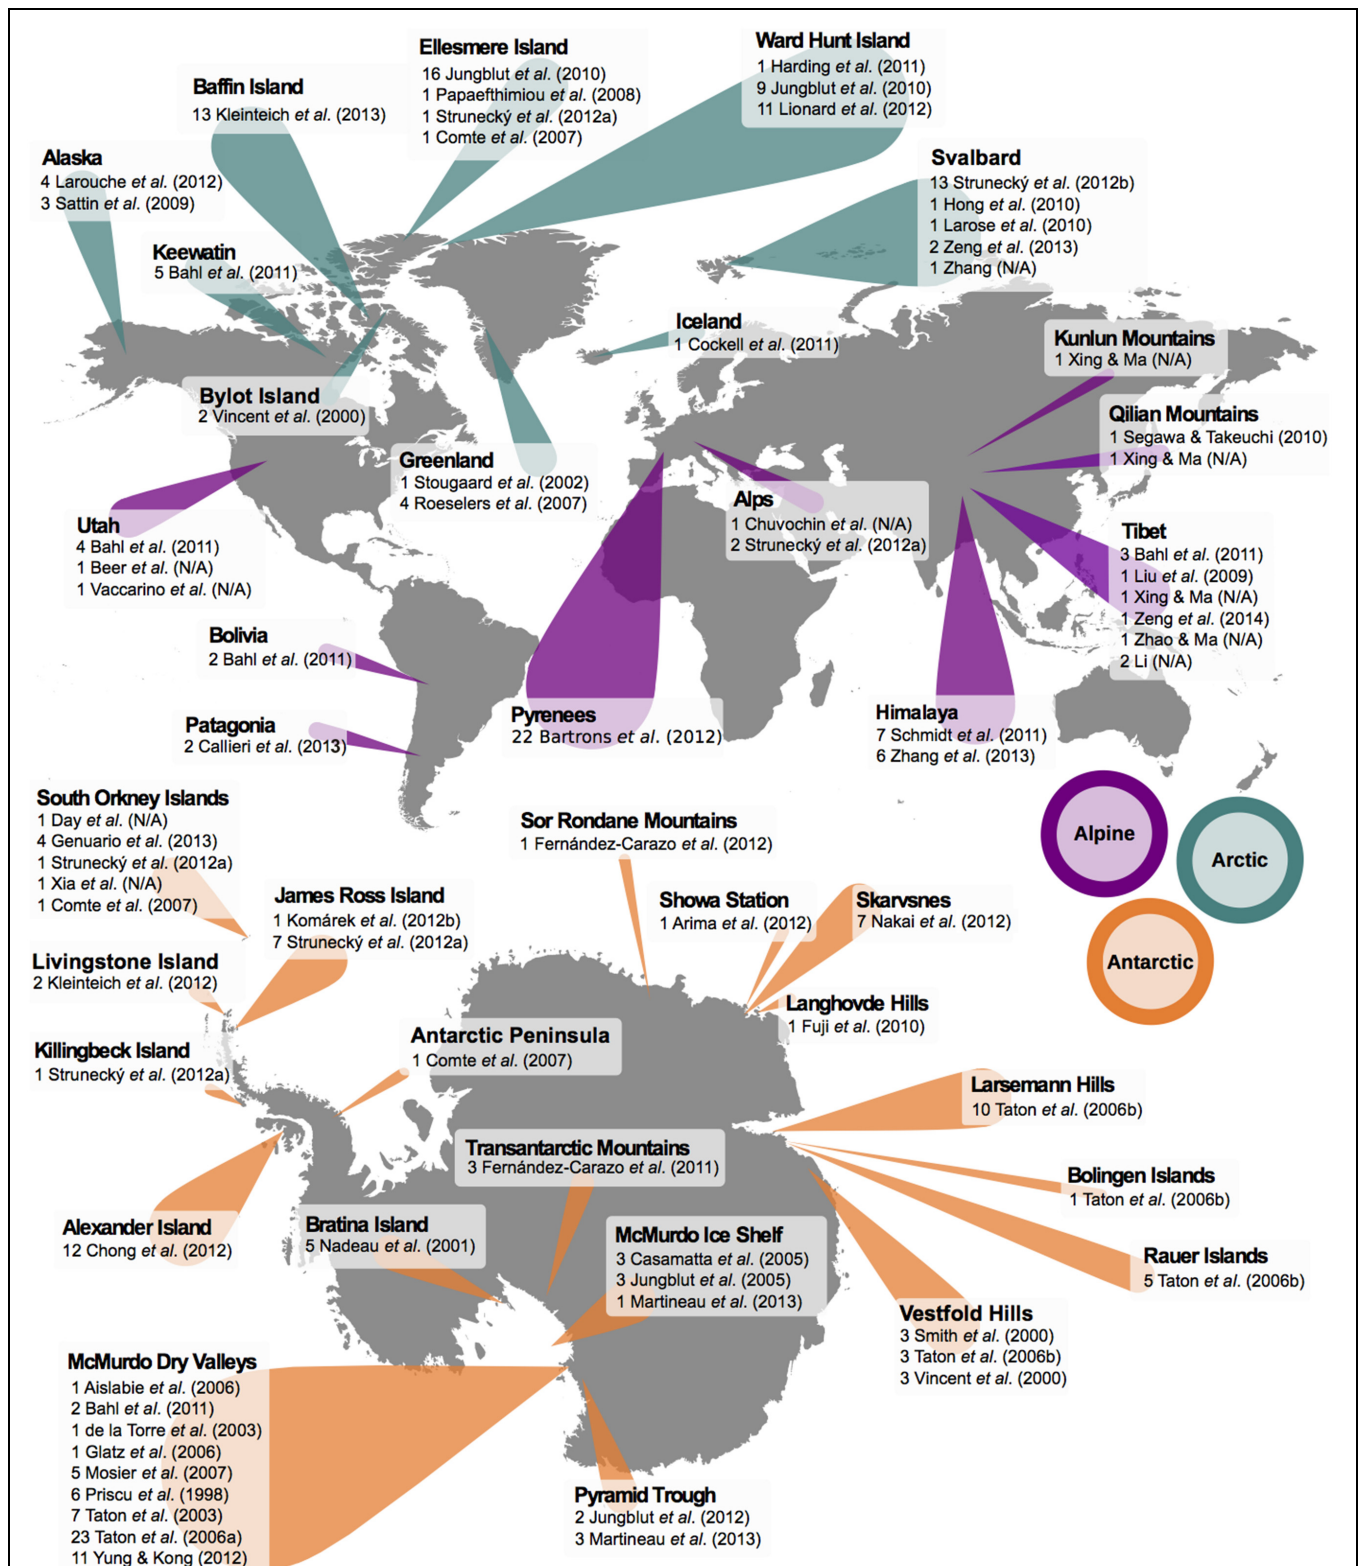 Ellesmere Island
16 Jungblut et al. (2010)
1 Papaefthimiou et al. (2008)
1 Strunecký et al. (2012a)
1 Comte et al. (2007)
Ward Hunt Island
1 Harding et al. (2011)
9 Jungblut et al. (2010)
11 Lionard et al. (2012)
Baffin Island
13 Kleinteich et al. (2013)
Alaska
4 Larouche et al. (2012)
3 Sattin et al. (2009)
Svalbard
13 Strunecký et al. (2012b)
1 Hong et al. (2010)
1 Larose et al. (2010)
2 Zeng et al. (2013)
1 Zhang (N/A)
Keewatin
5 Bahl et al. (2011)
Iceland
1 Cockell et al. (2011)
Kunlun Mountains
1 Xing & Ma (N/A)
Bylot Island
2 Vincent et al. (2000)
Qilian Mountains
1 Segawa & Takeuchi (2010)
1 Xing & Ma (N/A)
Greenland
1 Stougaard et al. (2002)
4 Roeselers et al. (2007)
Alps
1 Chuvochin et al. (N/A)
2 Strunecký et al. (2012a)
Utah
4 Bahl et al. (2011)
1 Beer et al. (N/A)
1 Vaccarino et al. (N/A)
Tibet
3 Bahl et al. (2011)
1 Liu et al. (2009)
1 Xing & Ma (N/A)
1 Zeng et al. (2014)
1 Zhao & Ma (N/A)
2 Li (N/A)
Bolivia
2 Bahl et al. (2011)
Patagonia
2 Callieri et al. (2013)
Pyrenees
22 Bartrons et al. (2012)
Himalaya
7 Schmidt et al. (2011)
6 Zhang et al. (2013)
Alpine
Arctic
Antarctic
South Orkney Islands
1 Day et al. (N/A)
4 Genuario et al. (2013)
1 Strunecký et al. (2012a)
1 Xia et al. (N/A)
1 Comte et al. (2007)
Sor Rondane Mountains
1 Fernández-Carazo et al. (2012)
James Ross Island
1 Komárek et al. (2012b)
7 Strunecký et al. (2012a)
Showa Station
1 Arima et al. (2012)
Skarvsnes
7 Nakai et al. (2012)
Livingstone Island
2 Kleinteich et al. (2012)
Langhovde Hills
1 Fuji et al. (2010)
Killingbeck Island
1 Strunecký et al. (2012a)
Antarctic Peninsula
1 Comte et al. (2007)
Larsemann Hills
10 Taton et al. (2006b)
Transantarctic Mountains
3 Fernández-Carazo et al. (2011)
Bolingen Islands
1 Taton et al. (2006b)
Alexander Island
12 Chong et al. (2012)
Bratina Island
5 Nadeau et al. (2001)
McMurdo Ice Shelf
3 Casamatta et al. (2005)
3 Jungblut et al. (2005)
1 Martineau et al. (2013)
Rauer Islands
5 Taton et al. (2006b)
Vestfold Hills
3 Smith et al. (2000)
3 Taton et al. (2006b)
3 Vincent et al. (2000)
McMurdo Dry Valleys
1 Aislabie et al. (2006)
2 Bahl et al. (2011)
1 de la Torre et al. (2003)
1 Glatz et al. (2006)
5 Mosier et al. (2007)
6 Priscu et al. (1998)
7 Taton et al. (2003)
23 Taton et al. (2006a)
11 Yung & Kong (2012)
Pyramid Trough
2 Jungblut et al. (2012)
3 Martineau et al. (2013)